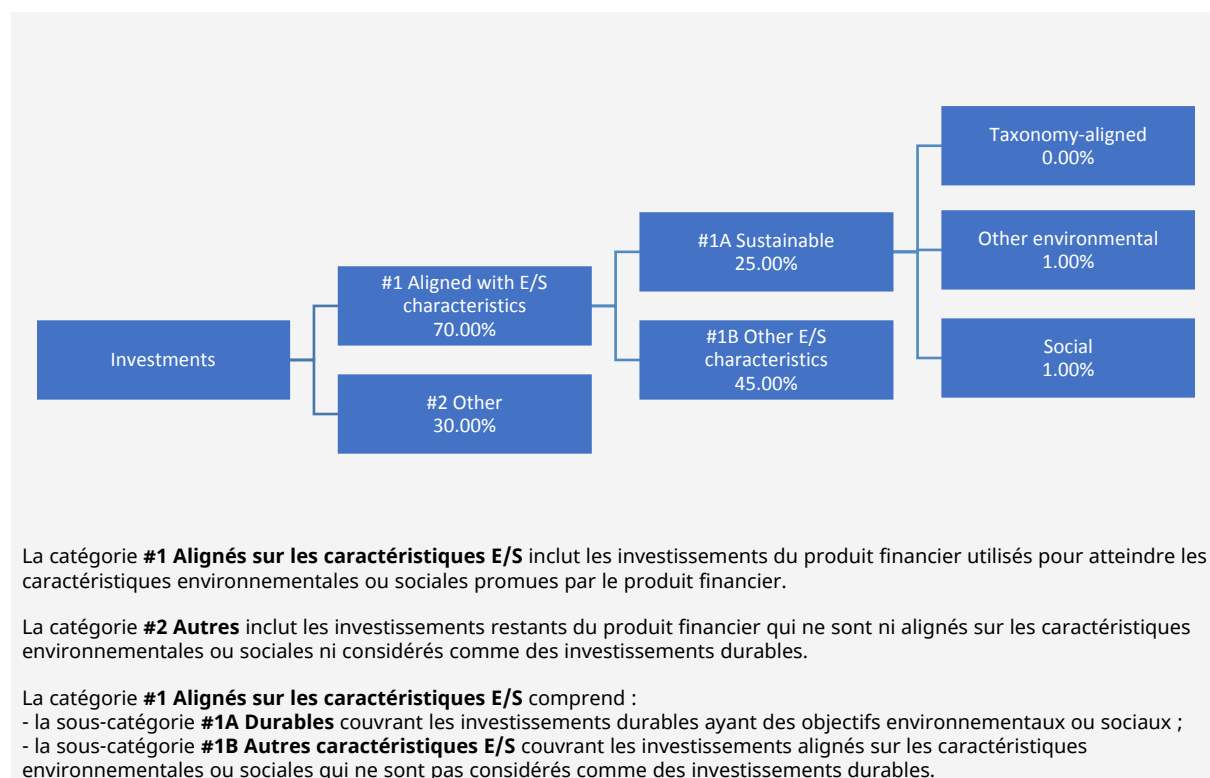 Taxonomy-aligned
0.00%
#1A Sustainable
25.00%
Other environmental
1.00%
#1 Aligned with E/S
characteristics
70.00%
Investments
#1B Other E/S
characteristics
45.00%
Social
1.00%
#2 Other
30.00%
La catégorie #1 Alignés sur les caractéristiques E/S inclut les investissements du produit financier utilisés pour atteindre les
caractéristiques environnementales ou sociales promues par le produit financier.
La catégorie #2 Autres inclut les investissements restants du produit financier qui ne sont ni alignés sur les caractéristiques
environnementales ou sociales ni considérés comme des investissements durables.
La catégorie #1 Alignés sur les caractéristiques E/S comprend :
- la sous-catégorie #1A Durables couvrant les investissements durables ayant des objectifs environnementaux ou sociaux ;
- la sous-catégorie #1B Autres caractéristiques E/S couvrant les investissements alignés sur les caractéristiques
environnementales ou sociales qui ne sont pas considérés comme des investissements durables.